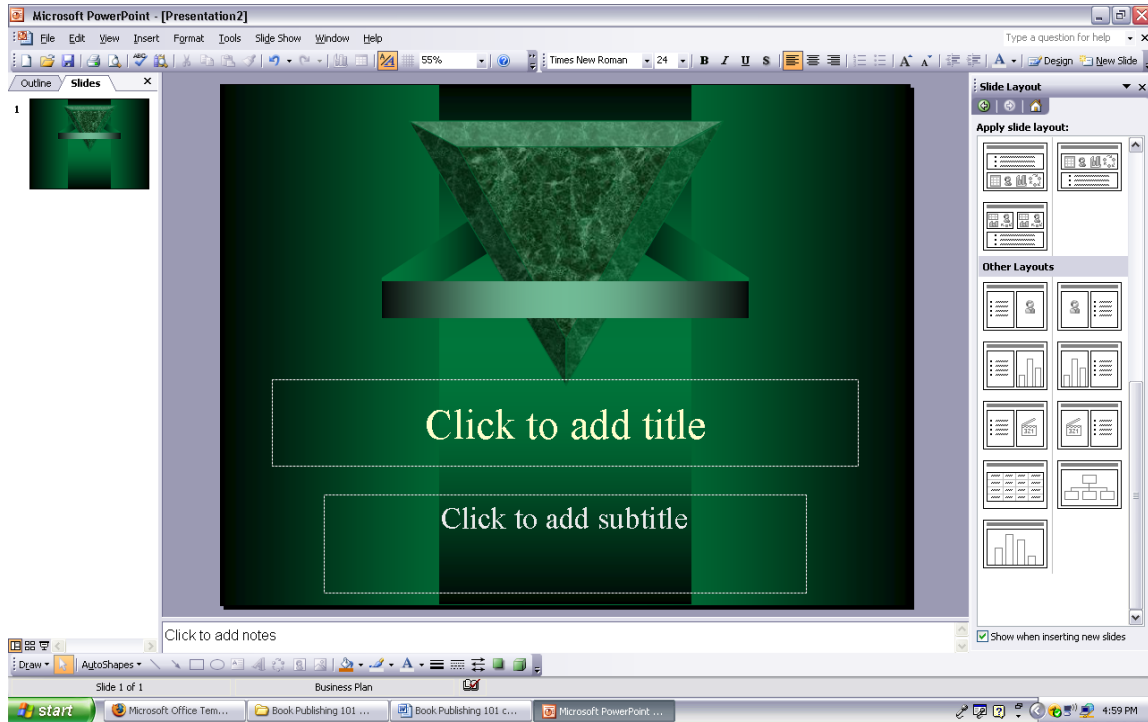 Microsoft PowerPoint - [Presentation2]
File Edit View Insert Format Tools Slide Show Window Help
Type a question for help
55% Times New Roman 24 B I U S A A A Design New Slide
Outline Slides
Slide Layout
1
Apply slide layout:
Other Layouts
Click to add title
Click to add subtitle
Click to add notes
Show when inserting new slides
Draw AutoShapes A
Slide 1 of 1 Business Plan
start Microsoft Office Tem... Book Publishing 101 ... Book Publishing 101 c... Microsoft PowerPoint ... 4:59 PM